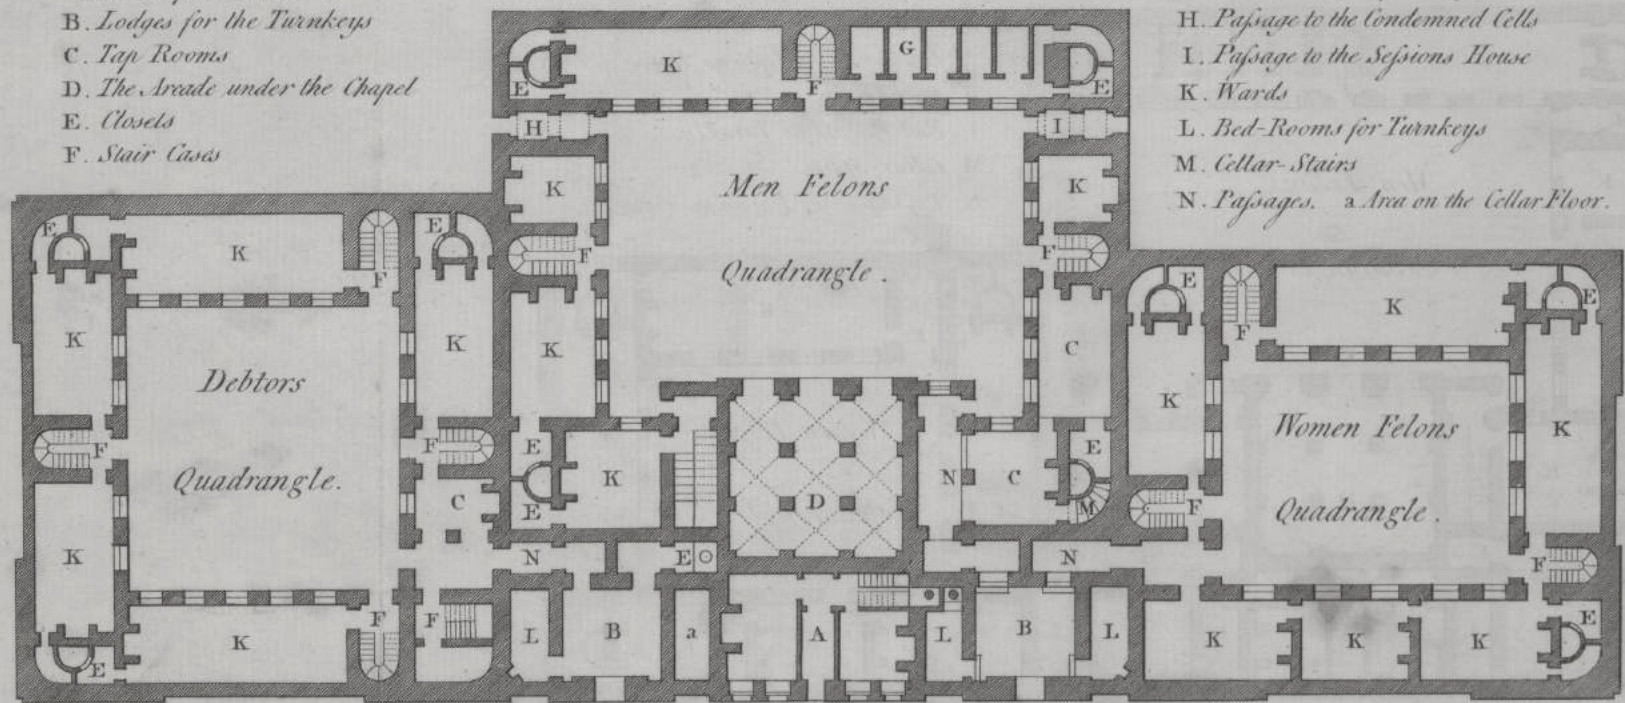 B. Lodges for the Turnkeys
C. Tap Rooms
D. The Arcade under the Chapel
E. Closets
F. Stair Cases
H. Paſsage to the Condemned Cells
I. Paſsage to the Seſsions House
K. Wards
L. Bed-Rooms for Turnkeys
M. Cellar-Stairs
N. Paſsages. a Area on the Cellar Floor.
K
G
E
F
E
H
I
K
Men Felons
K
E
K
F
E
F
Quadrangle.
F
K
F
E
F
K
E
K
K
K
C
Debtors
K
Women Felons
K
F
F
E
K
N
C
E
Quadrangle.
C
E
D
M
F
Quadrangle.
K
N
E
N
F
K
F
F
L
B
a
A
L
B
L
K
K
K
E
E